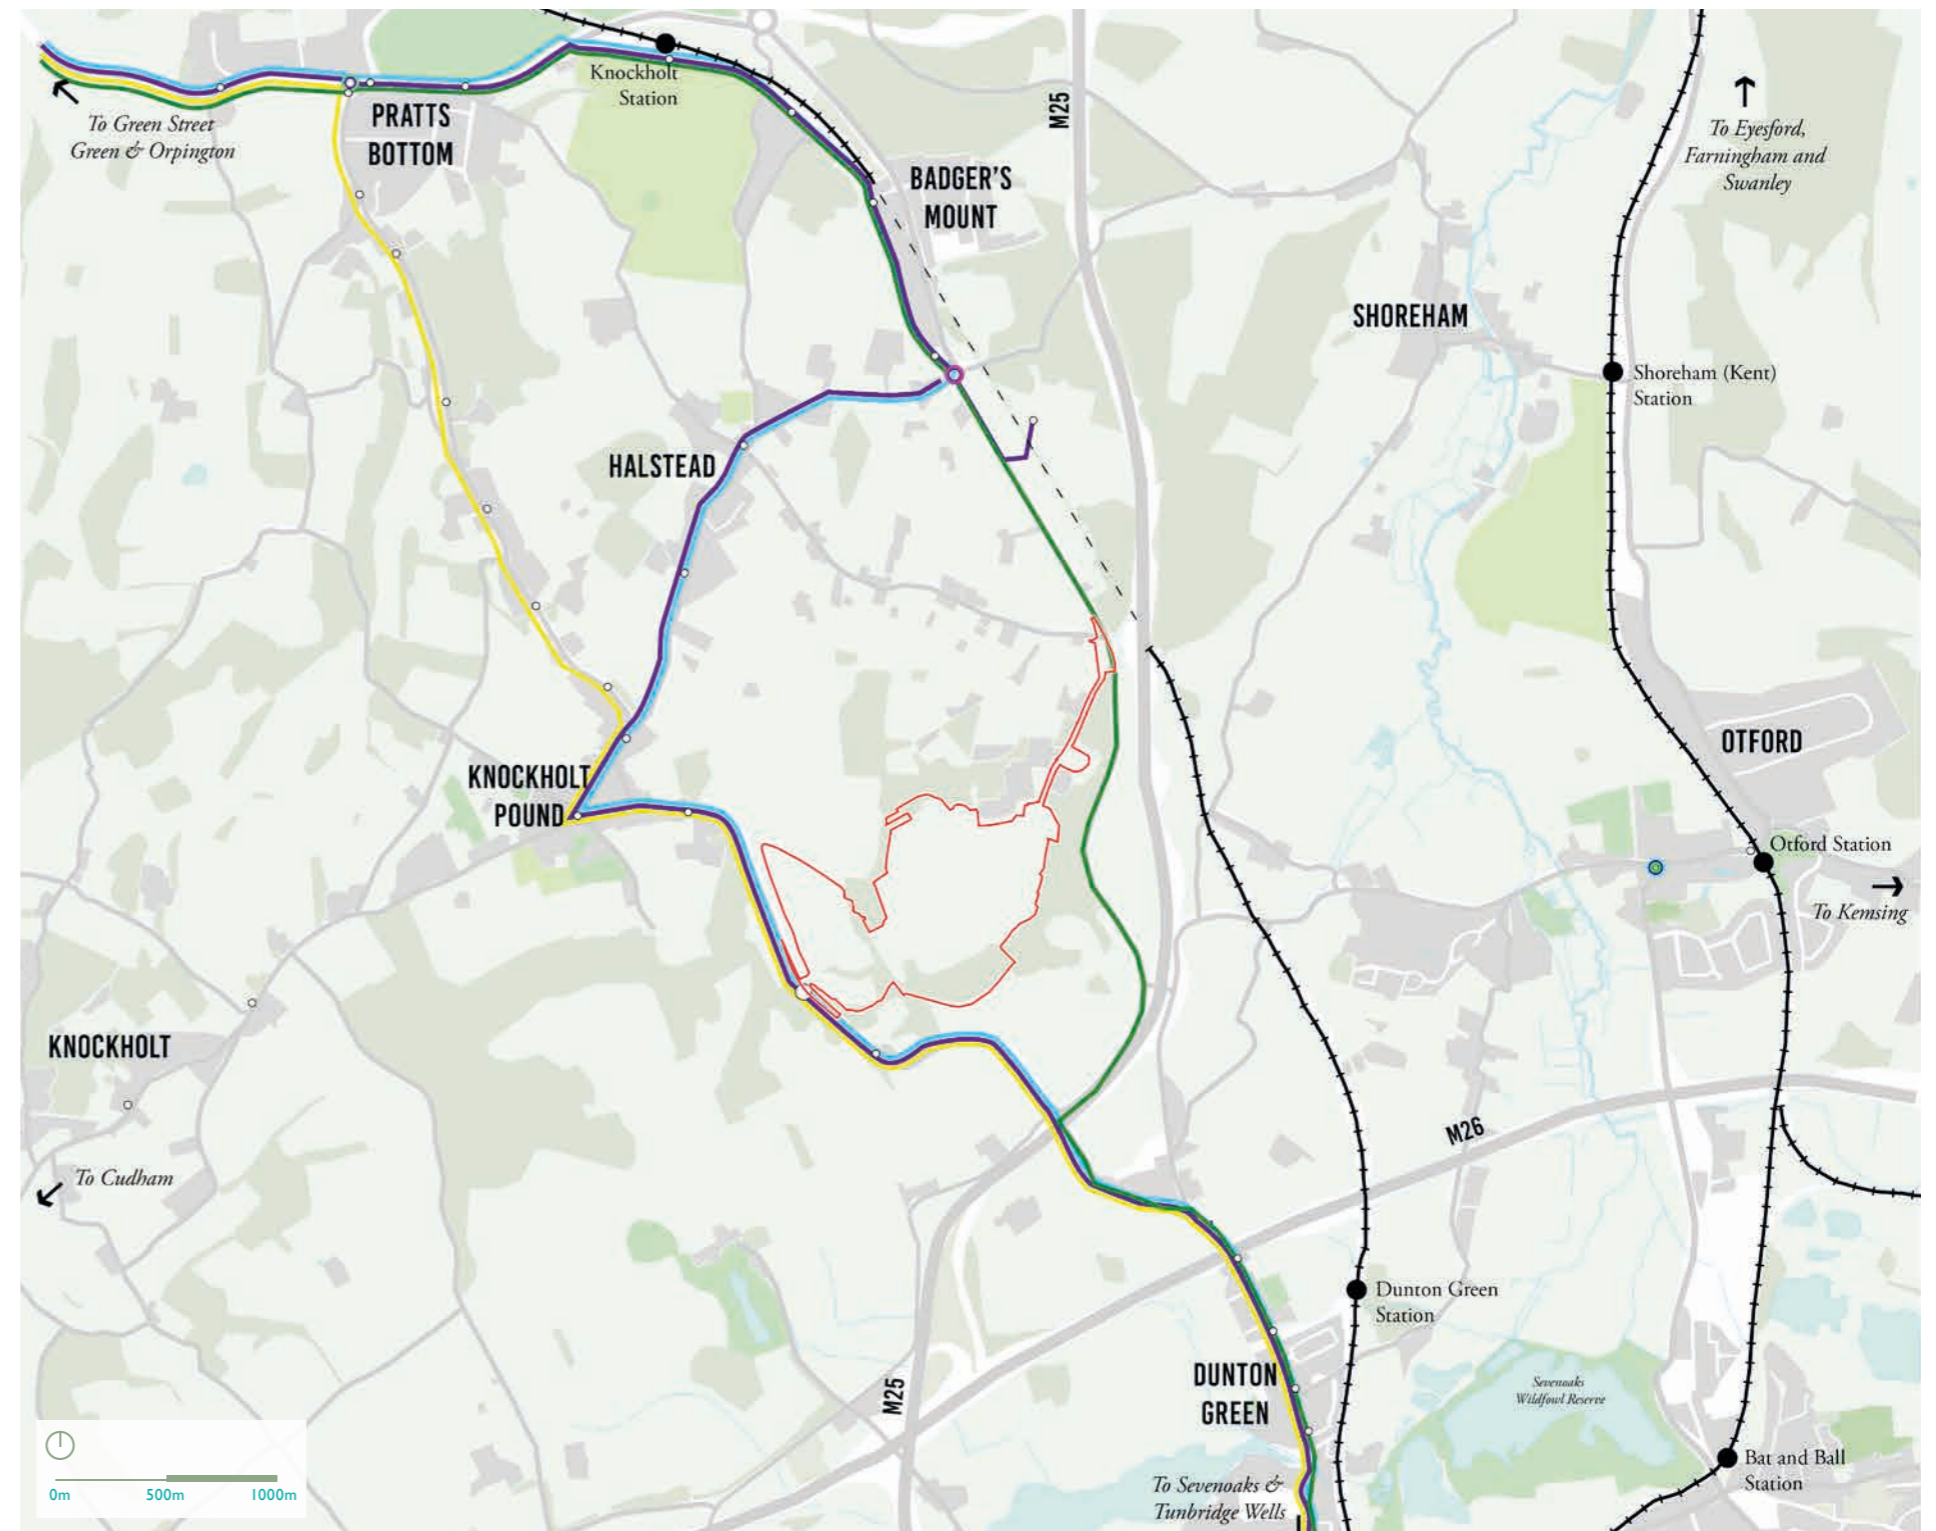 Knockholt
Station
M25
To Green Street
Green & Orpington
PRATTS
BOTTOM
To Eyesford,
Farningham and
Swanley
BADGER'S
MOUNT
SHOREHAM
Shoreham (Kent)
Station
HALSTEAD
OTFORD
KNOCKHOLT
POUND
Otford Station
To Kemsing
KNOCKHOLT
M26
To Cudham
Dunton Green
Station
DUNTON
GREEN
M25
Sevenoaks
Wildfowl Reserve
Bat and Ball
Station
To Sevenoaks &
Tunbridge Wells
0m 500m 1000m